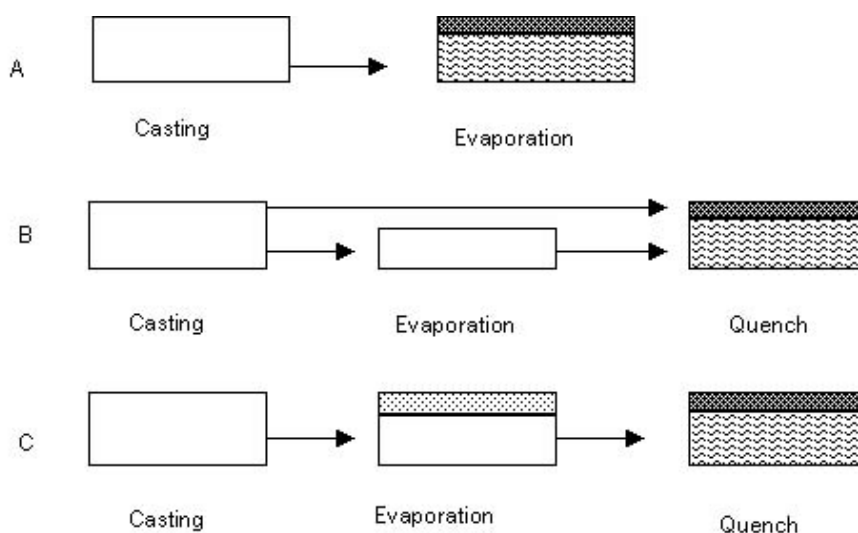 A
Casting
Evaporation
B
Casting
Evaporation
Quench
C
Casting
Evaporation
Quench